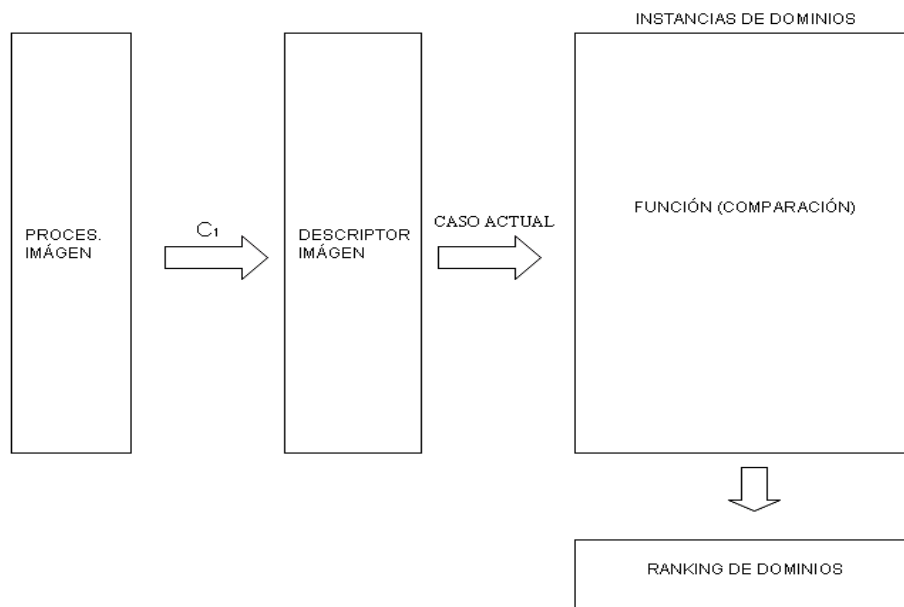 INSTANCIAS DE DOMINIOS
PROCES.
IMÁGEN
C1
DESCRIPTOR
IMÁGEN
CASO ACTUAL
FUNCIÓN (COMPARACIÓN)
RANKING DE DOMINIOS